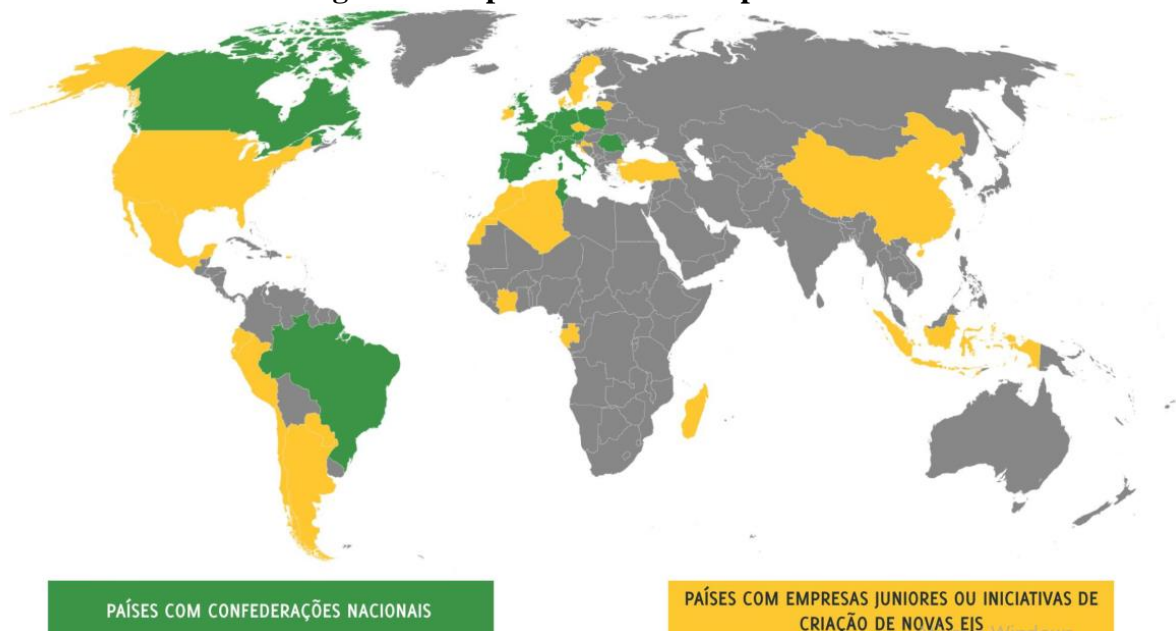 PAÍSES COM CONFEDERAÇÕES NACIONAIS
PAÍSES COM EMPRESAS JUNIORES OU INICIATIVAS DE
CRIAÇÃO DE NOVAS EJS